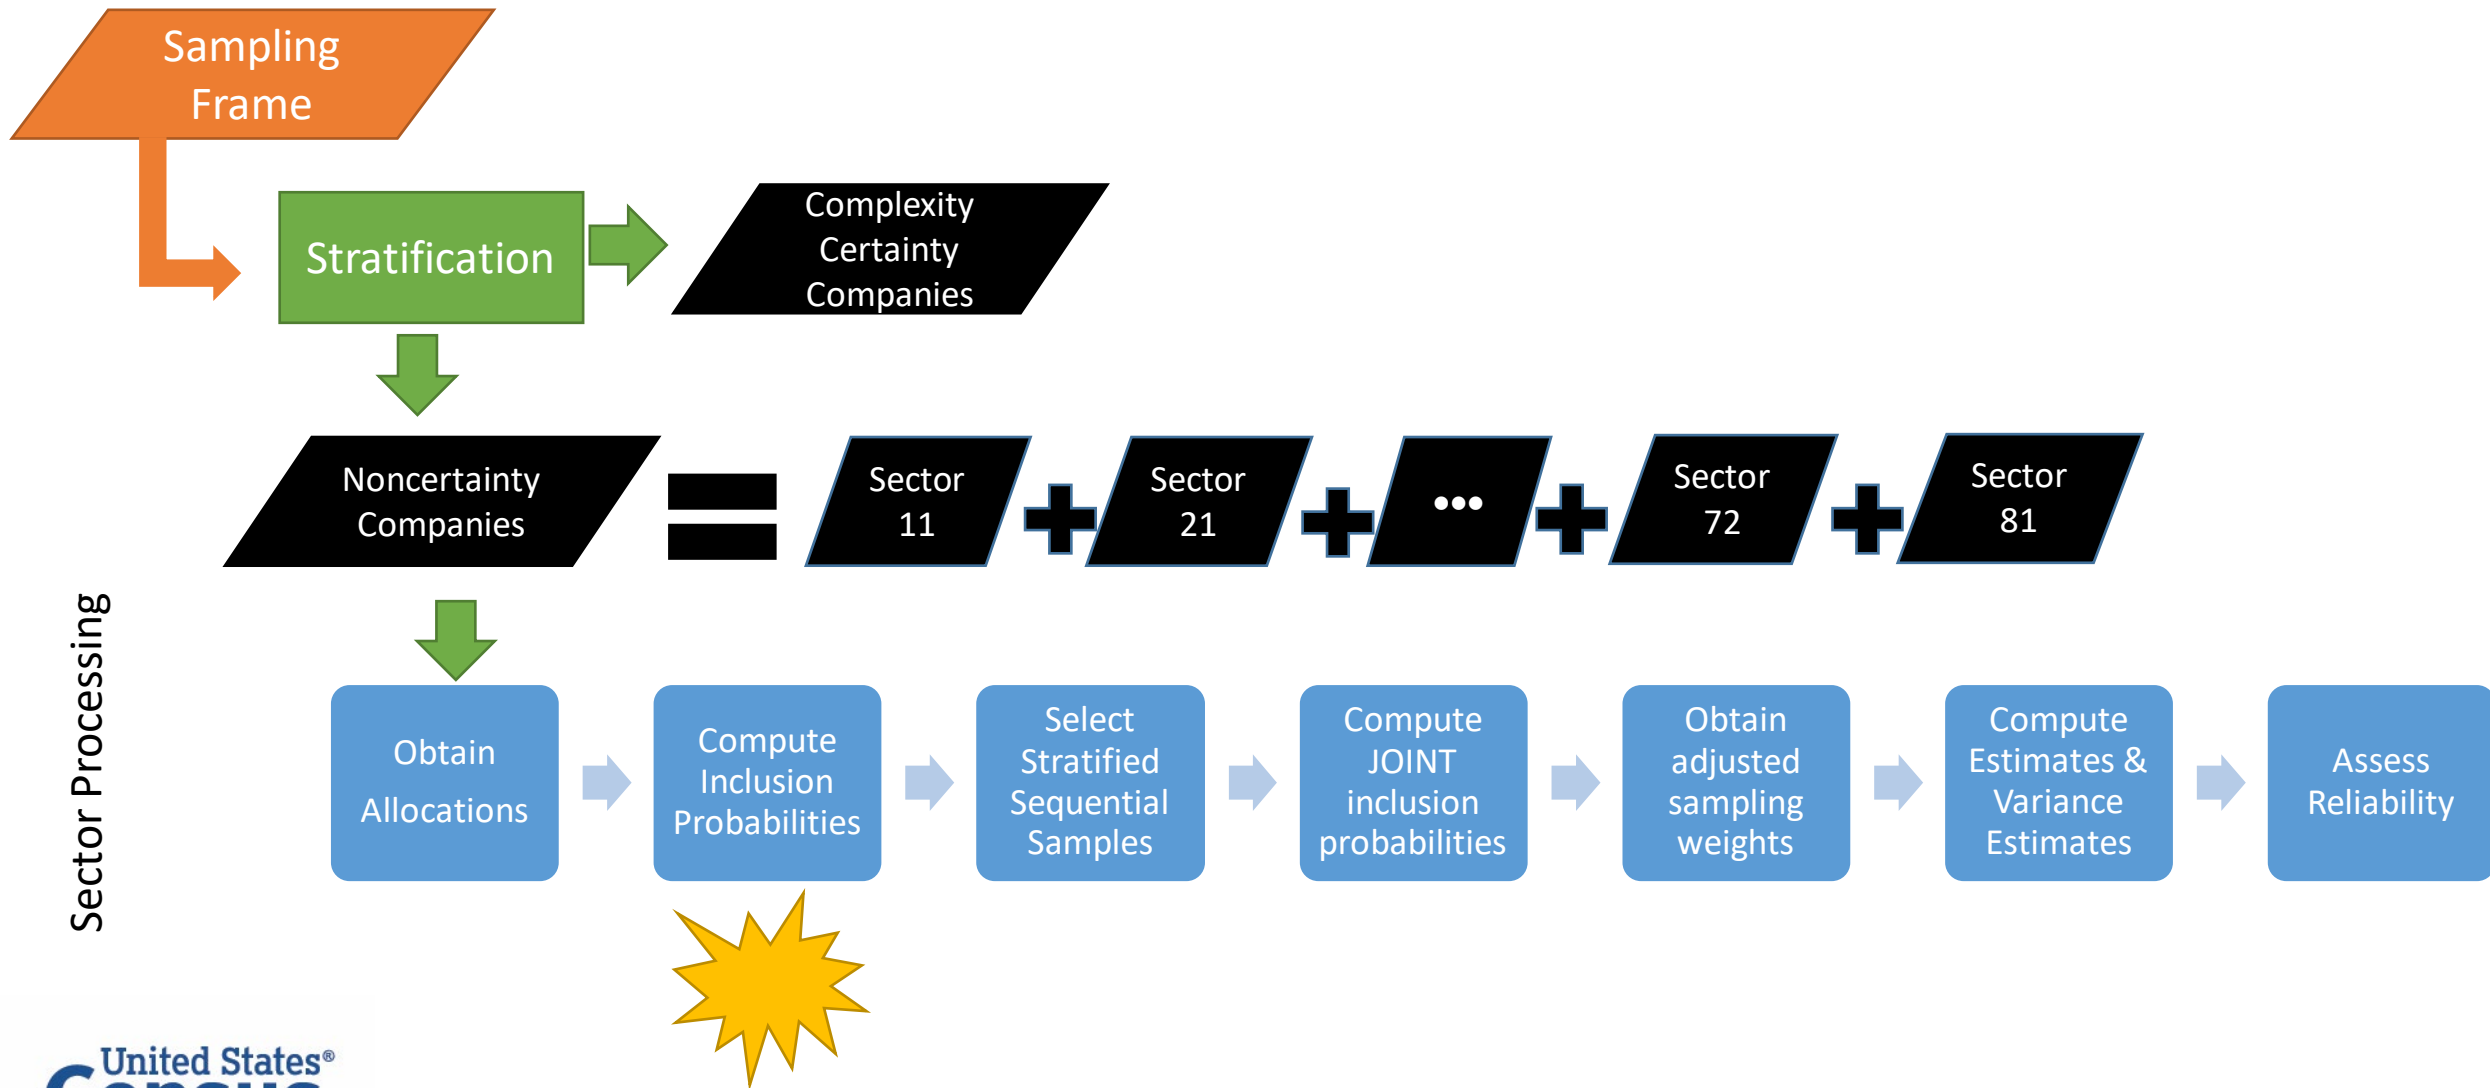 Sampling
Frame
Stratification
Complexity
Certainty
Companies
Noncertainty
Companies
Sector
11
Sector
21
•••
Sector
72
Sector
81
Sector Processing
Obtain
Allocations
Compute
Inclusion
Probabilities
Select
Stratified
Sequential
Samples
Compute
JOINT
inclusion
probabilities
Obtain
adjusted
sampling
weights
Compute
Estimates &
Variance
Estimates
Assess
Reliability
United States®
Census